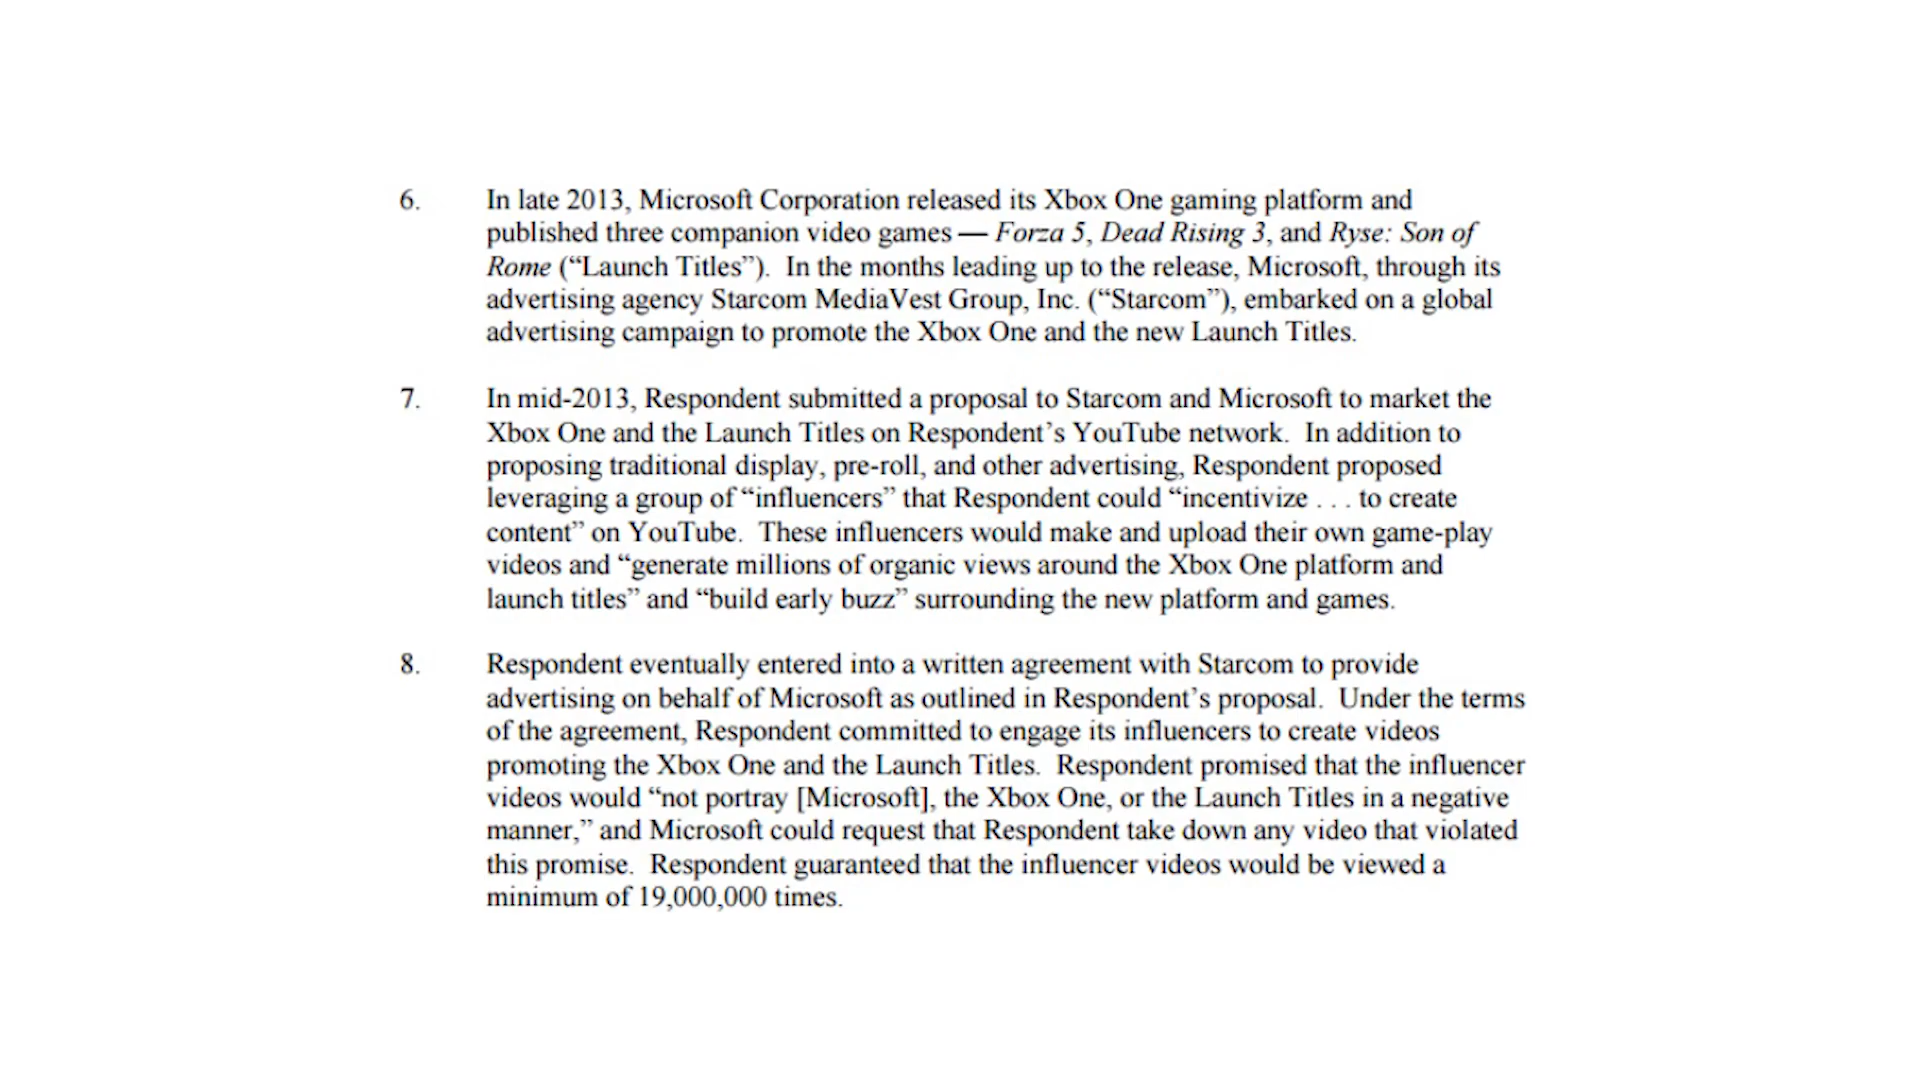 6. In late 2013, Microsoft Corporation released its Xbox One gaming platform and
published three companion video games — Forza 5, Dead Rising 3, and Ryse: Son of
Rome (“Launch Titles”). In the months leading up to the release, Microsoft, through its
advertising agency Starcom MediaVest Group, Inc. (“Starcom”), embarked on a global
advertising campaign to promote the Xbox One and the new Launch Titles.
7. In mid-2013, Respondent submitted a proposal to Starcom and Microsoft to market the
Xbox One and the Launch Titles on Respondent’s YouTube network. In addition to
proposing traditional display, pre-roll, and other advertising, Respondent proposed
leveraging a group of “influencers” that Respondent could “incentivize . . . to create
content” on YouTube. These influencers would make and upload their own game-play
videos and “generate millions of organic views around the Xbox One platform and
launch titles” and “build early buzz” surrounding the new platform and games.
8. Respondent eventually entered into a written agreement with Starcom to provide
advertising on behalf of Microsoft as outlined in Respondent’s proposal. Under the terms
of the agreement, Respondent committed to engage its influencers to create videos
promoting the Xbox One and the Launch Titles. Respondent promised that the influencer
videos would “not portray [Microsoft], the Xbox One, or the Launch Titles in a negative
manner,” and Microsoft could request that Respondent take down any video that violated
this promise. Respondent guaranteed that the influencer videos would be viewed a
minimum of 19,000,000 times.